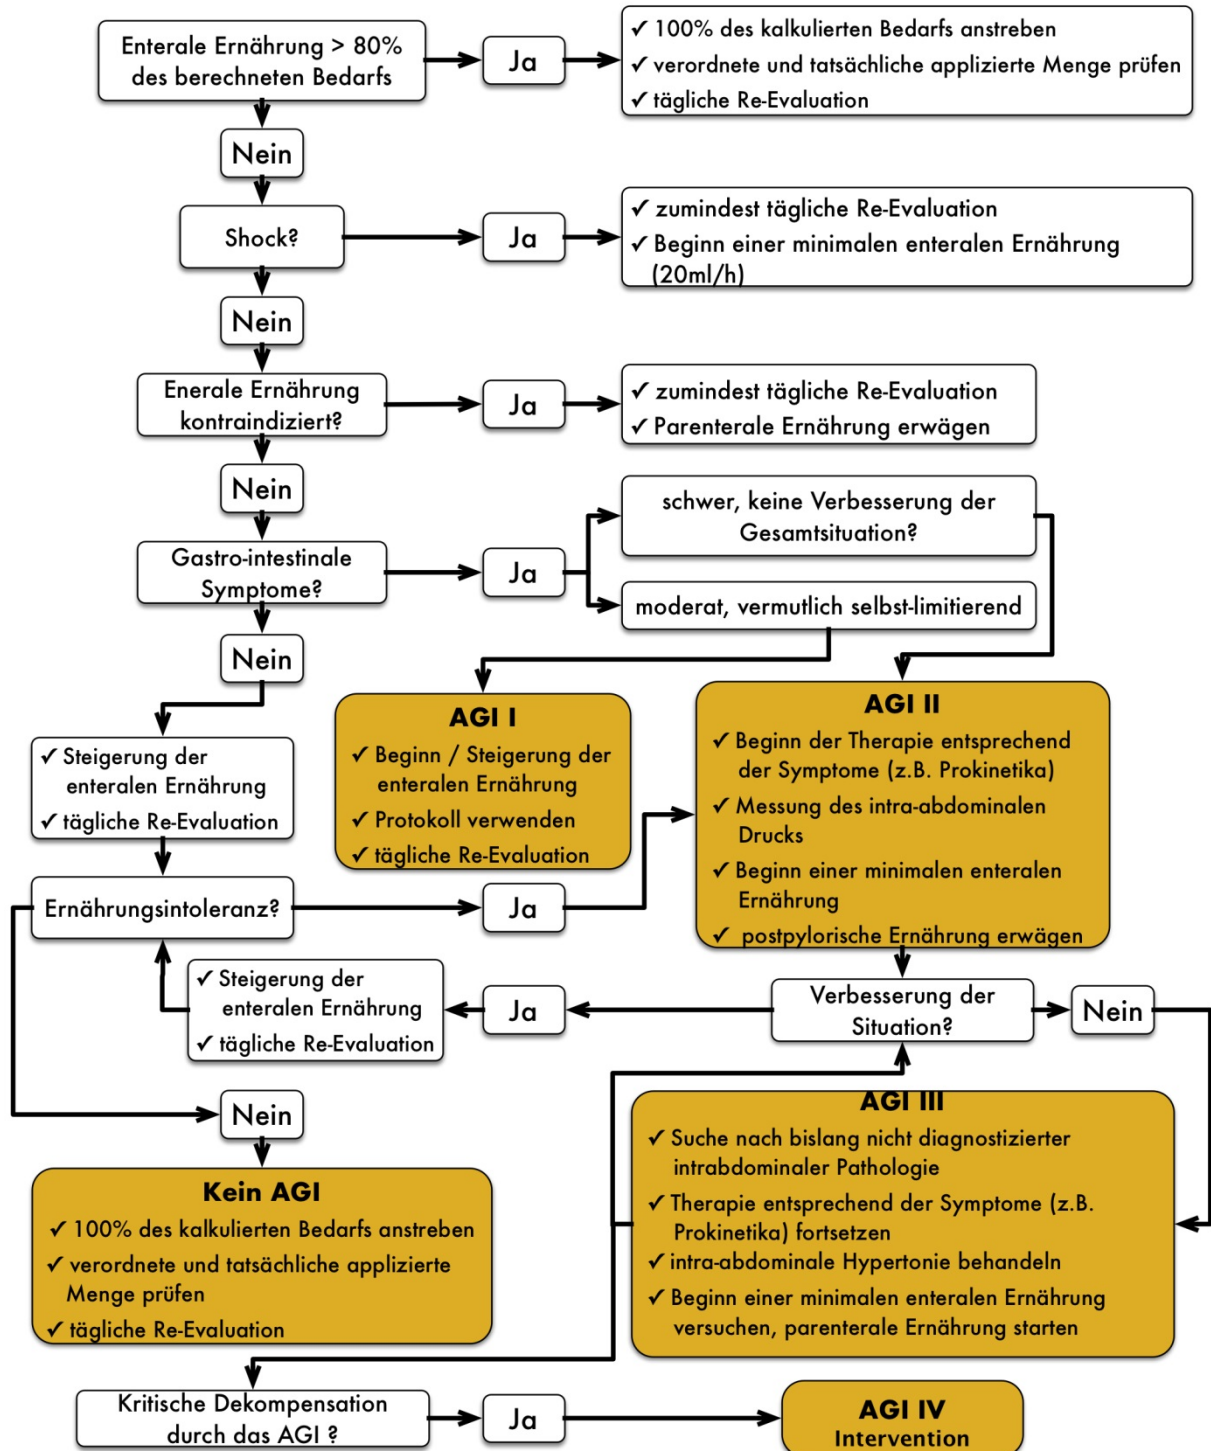 Enterale Ernährung > 80%
des berechneten Bedarfs
Ja
✓ 100% des kalkulierten Bedarfs anstreben
✓ verordnete und tatsächliche applizierte Menge prüfen
✓ tägliche Re-Evaluation
Nein
Shock?
Ja
✓ zumindest tägliche Re-Evaluation
✓ Beginn einer minimalen enteralen Ernährung
(20ml/h)
Nein
Enerale Ernährung
kontraindiziert?
Ja
✓ zumindest tägliche Re-Evaluation
✓ Parenterale Ernährung erwägen
Nein
Gastro-intestinale
Symptome?
Ja
schwer, keine Verbesserung der
Gesamtsituation?
moderat, vermutlich selbst-limitierend
Nein
✓ Steigerung der
enteralen Ernährung
✓ tägliche Re-Evaluation
AGI I
✓ Beginn / Steigerung der
enteralen Ernährung
✓ Protokoll verwenden
✓ tägliche Re-Evaluation
AGI II
✓ Beginn der Therapie entsprechend
der Symptome (z.B. Prokinetika)
✓ Messung des intra-abdominalen
Drucks
✓ Beginn einer minimalen enteralen
Ernährung
✓ postpylorische Ernährung erwägen
Ernährungsintoleranz?
Ja
✓ Steigerung der
enteralen Ernährung
✓ tägliche Re-Evaluation
Ja
Verbesserung der
Situation?
Nein
Nein
Kein AGI
✓ 100% des kalkulierten Bedarfs anstreben
✓ verordnete und tatsächliche applizierte
Menge prüfen
✓ tägliche Re-Evaluation
AGI III
✓ Suche nach bislang nicht diagnostizierter
intrabdominaler Pathologie
✓ Therapie entsprechend der Symptome (z.B.
Prokinetika) fortsetzen
✓ intra-abdominale Hypertonie behandeln
✓ Beginn einer minimalen enteralen Ernährung
versuchen, parenterale Ernährung starten
Kritische Dekompensation
durch das AGI ?
Ja
AGI IV
Intervention